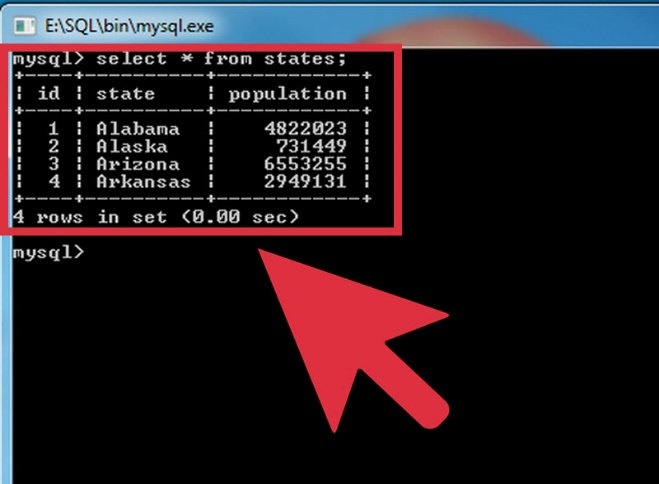 E:\SQL\bin\mysql.exe
mysql> select * from states;
+----+----------+------------+
| id | state    | population |
+----+----------+------------+
|  1 | Alabama  |    4822023 |
|  2 | Alaska   |     731449 |
|  3 | Arizona  |    6553255 |
|  4 | Arkansas |    2949131 |
+----+----------+------------+
4 rows in set (0.00 sec)
mysql>